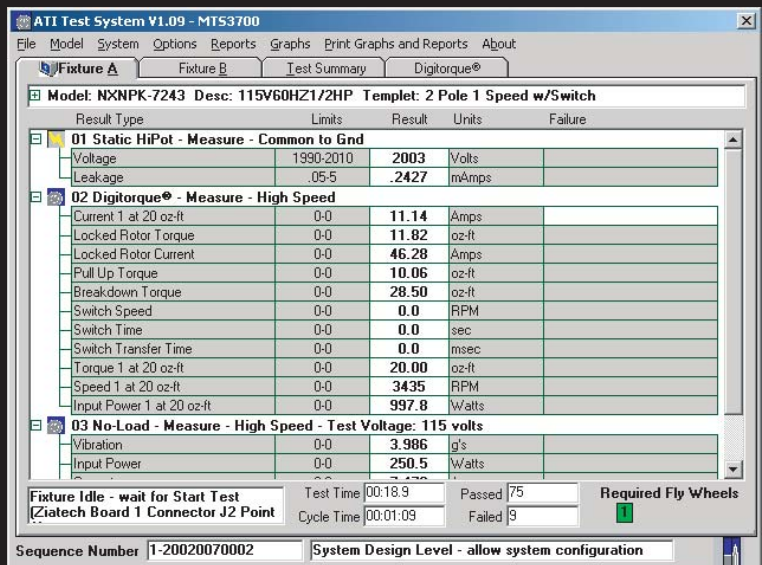 ATI Test System V1.09 - MTS3700
File Model System Options Reports Graphs Print Graphs and Reports About
Fixture A Fixture B Test Summary Digitorque®
Model: NXNPK-7243 Desc: 115V60HZ1/2HP Templet: 2 Pole 1 Speed w/Switch
Result Type Limits Result Units Failure
01 Static HiPot - Measure - Common to Gnd
Voltage 1990-2010 2003 Volts
Leakage .05-5 .2427 mAmps
02 Digitorque® - Measure - High Speed
Current 1 at 20 oz-ft 0-0 11.14 Amps
Locked Rotor Torque 0-0 11.82 oz-ft
Locked Rotor Current 0-0 46.28 Amps
Pull Up Torque 0-0 10.06 oz-ft
Breakdown Torque 0-0 28.50 oz-ft
Switch Speed 0-0 0.0 RPM
Switch Time 0-0 0.0 sec
Switch Transfer Time 0-0 0.0 msec
Torque 1 at 20 oz-ft 0-0 20.00 oz-ft
Speed 1 at 20 oz-ft 0-0 3435 RPM
Input Power 1 at 20 oz-ft 0-0 997.8 Watts
03 No-Load - Measure - High Speed - Test Voltage: 115 volts
Vibration 0-0 3.986 g's
Input Power 0-0 250.5 Watts
Fixture Idle - wait for Start Test
(Ziatech Board 1 Connector J2 Point
Test Time 00:18.9 Passed 75 Required Fly Wheels
Cycle Time 00:01:09 Failed 9 1
Sequence Number 1-20020070002 System Design Level - allow system configuration